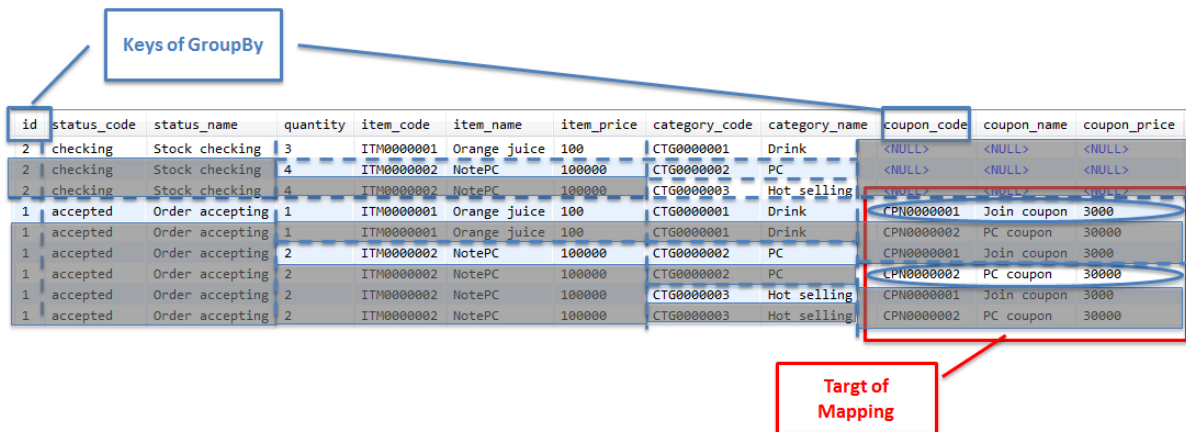 Keys of GroupBy
id status_code status_name quantity item_code item_name item_price category_code category_name coupon_code coupon_name coupon_price
2 checking Stock checking 3 ITM0000001 Orange juice 100 CTG0000001 Drink <NULL> <NULL> <NULL>
2 checking Stock checking 4 ITM0000002 NotePC 100000 CTG0000002 PC <NULL> <NULL> <NULL>
2 checking Stock checking 4 ITM0000002 NotePC 100000 CTG0000003 Hot selling <NULL> <NULL> <NULL>
1 accepted Order accepting 1 ITM0000001 Orange juice 100 CTG0000001 Drink CPN0000001 Join coupon 3000
1 accepted Order accepting 1 ITM0000001 Orange juice 100 CTG0000001 Drink CPN0000002 PC coupon 30000
1 accepted Order accepting 2 ITM0000002 NotePC 100000 CTG0000002 PC CPN0000001 Join coupon 3000
1 accepted Order accepting 2 ITM0000002 NotePC 100000 CTG0000002 PC CPN0000002 PC coupon 30000
1 accepted Order accepting 2 ITM0000002 NotePC 100000 CTG0000003 Hot selling CPN0000001 Join coupon 3000
1 accepted Order accepting 2 ITM0000002 NotePC 100000 CTG0000003 Hot selling CPN0000002 PC coupon 30000
Targt of
Mapping